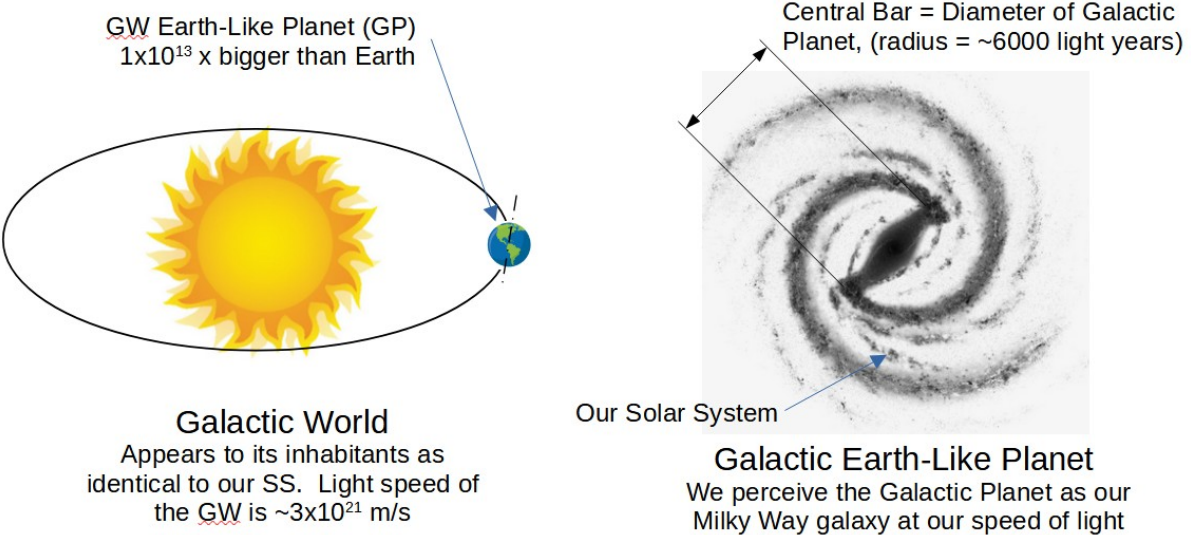 GW Earth-Like Planet (GP)
1x10¹³ x bigger than Earth
Central Bar = Diameter of Galactic
Planet, (radius = ~6000 light years)
Our Solar System
Galactic World
Appears to its inhabitants as
identical to our SS.  Light speed of
the GW is ~3x10²¹ m/s
Galactic Earth-Like Planet
We perceive the Galactic Planet as our
Milky Way galaxy at our speed of light